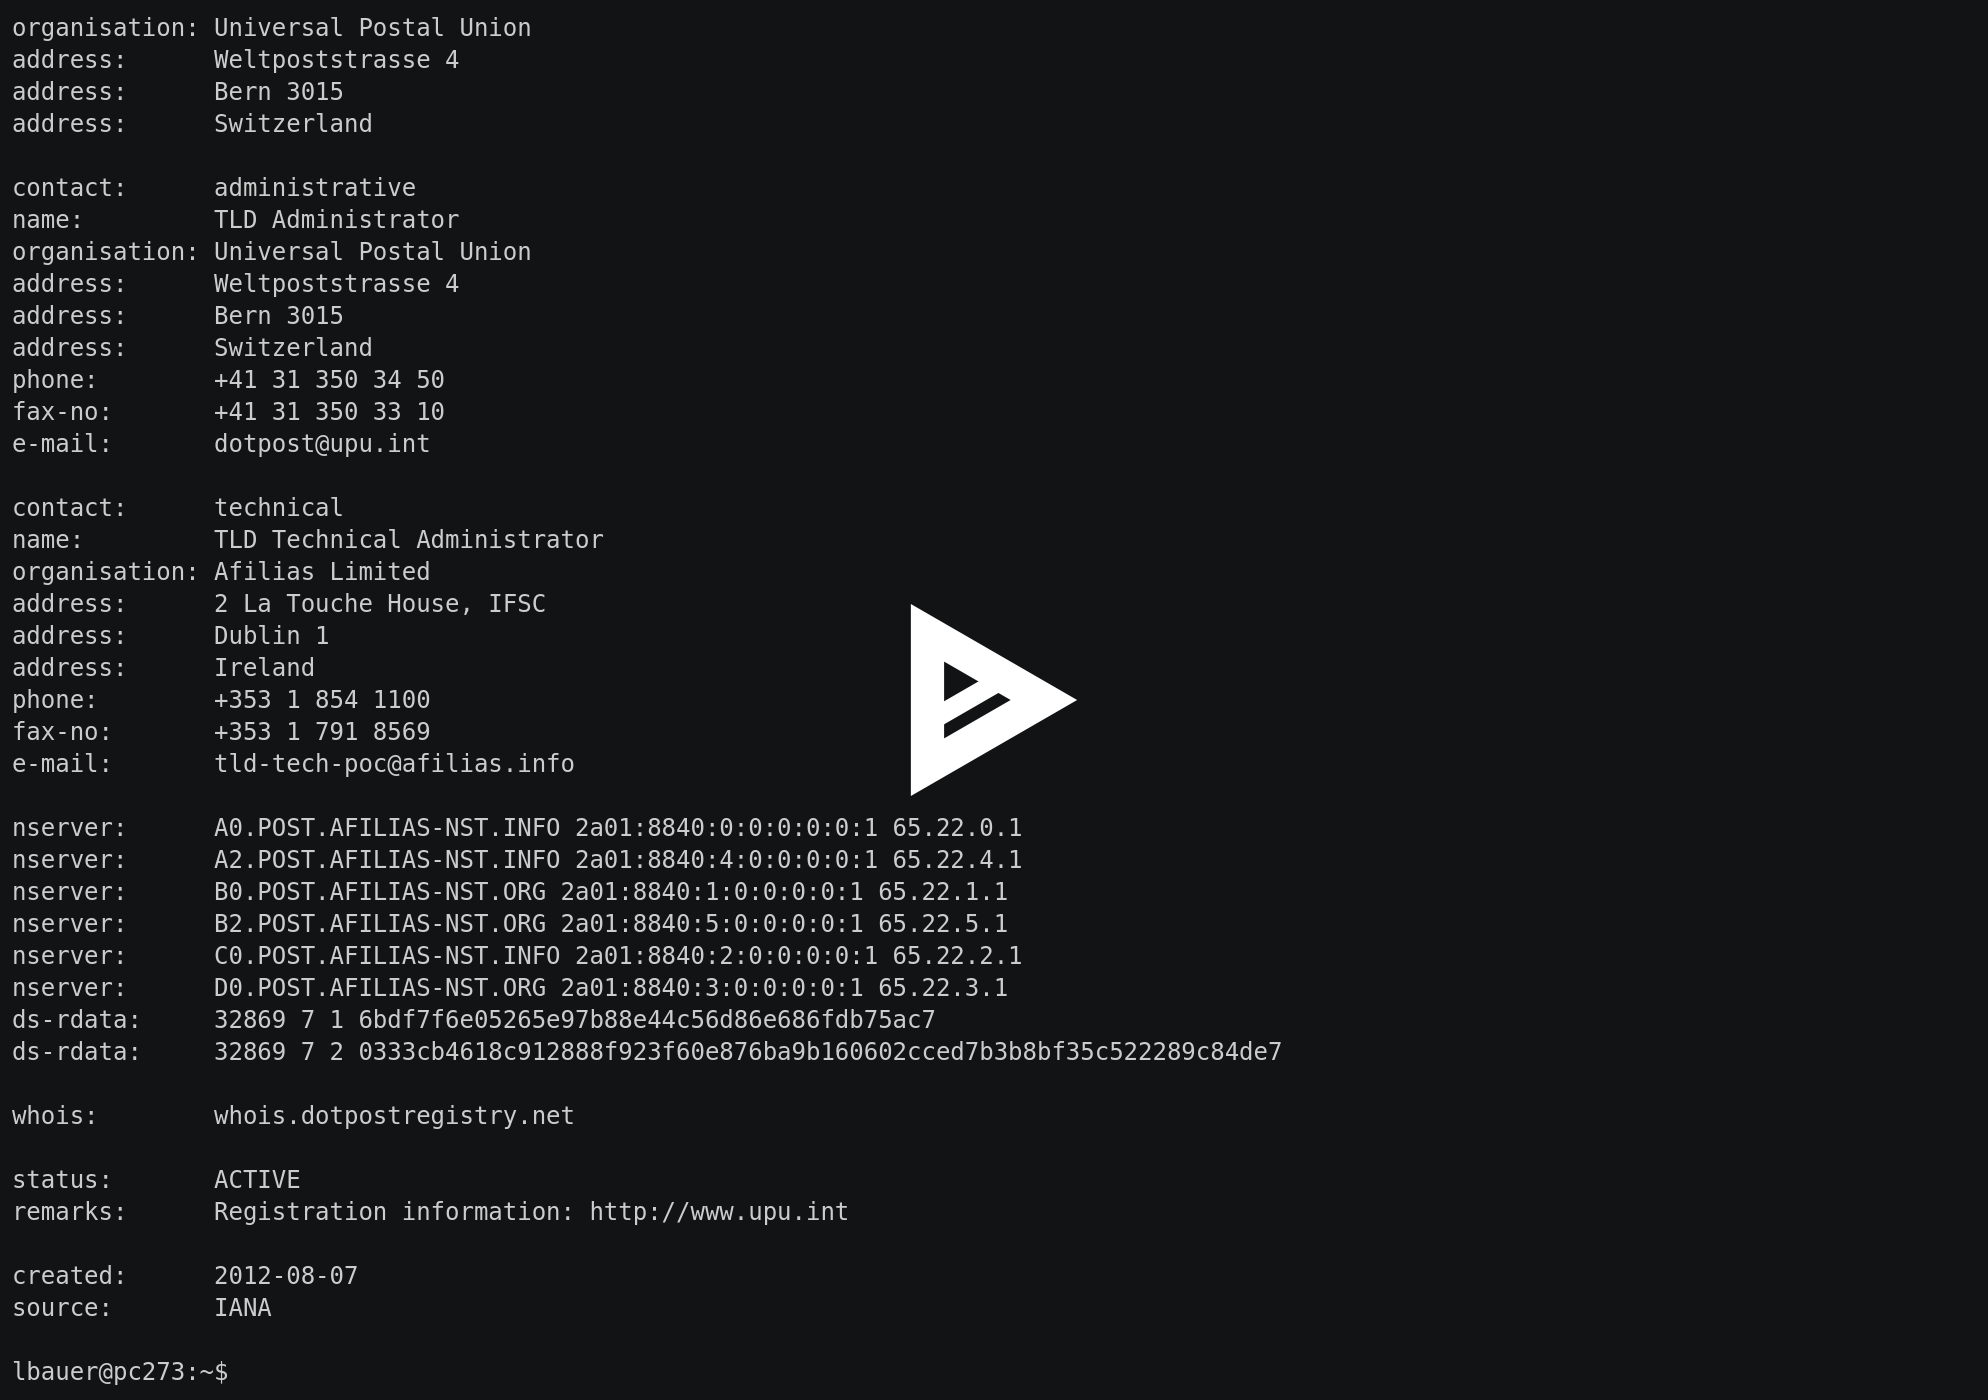 organisation: Universal Postal Union
address:      Weltpoststrasse 4
address:      Bern 3015
address:      Switzerland

contact:      administrative
name:         TLD Administrator
organisation: Universal Postal Union
address:      Weltpoststrasse 4
address:      Bern 3015
address:      Switzerland
phone:        +41 31 350 34 50
fax-no:       +41 31 350 33 10
e-mail:       dotpost@upu.int

contact:      technical
name:         TLD Technical Administrator
organisation: Afilias Limited
address:      2 La Touche House, IFSC
address:      Dublin 1
address:      Ireland
phone:        +353 1 854 1100
fax-no:       +353 1 791 8569
e-mail:       tld-tech-poc@afilias.info

nserver:      A0.POST.AFILIAS-NST.INFO 2a01:8840:0:0:0:0:0:1 65.22.0.1
nserver:      A2.POST.AFILIAS-NST.INFO 2a01:8840:4:0:0:0:0:1 65.22.4.1
nserver:      B0.POST.AFILIAS-NST.ORG 2a01:8840:1:0:0:0:0:1 65.22.1.1
nserver:      B2.POST.AFILIAS-NST.ORG 2a01:8840:5:0:0:0:0:1 65.22.5.1
nserver:      C0.POST.AFILIAS-NST.INFO 2a01:8840:2:0:0:0:0:1 65.22.2.1
nserver:      D0.POST.AFILIAS-NST.ORG 2a01:8840:3:0:0:0:0:1 65.22.3.1
ds-rdata:     32869 7 1 6bdf7f6e05265e97b88e44c56d86e686fdb75ac7
ds-rdata:     32869 7 2 0333cb4618c912888f923f60e876ba9b160602cced7b3b8bf35c522289c84de7

whois:        whois.dotpostregistry.net

status:       ACTIVE
remarks:      Registration information: http://www.upu.int

created:      2012-08-07
source:       IANA

lbauer@pc273:~$